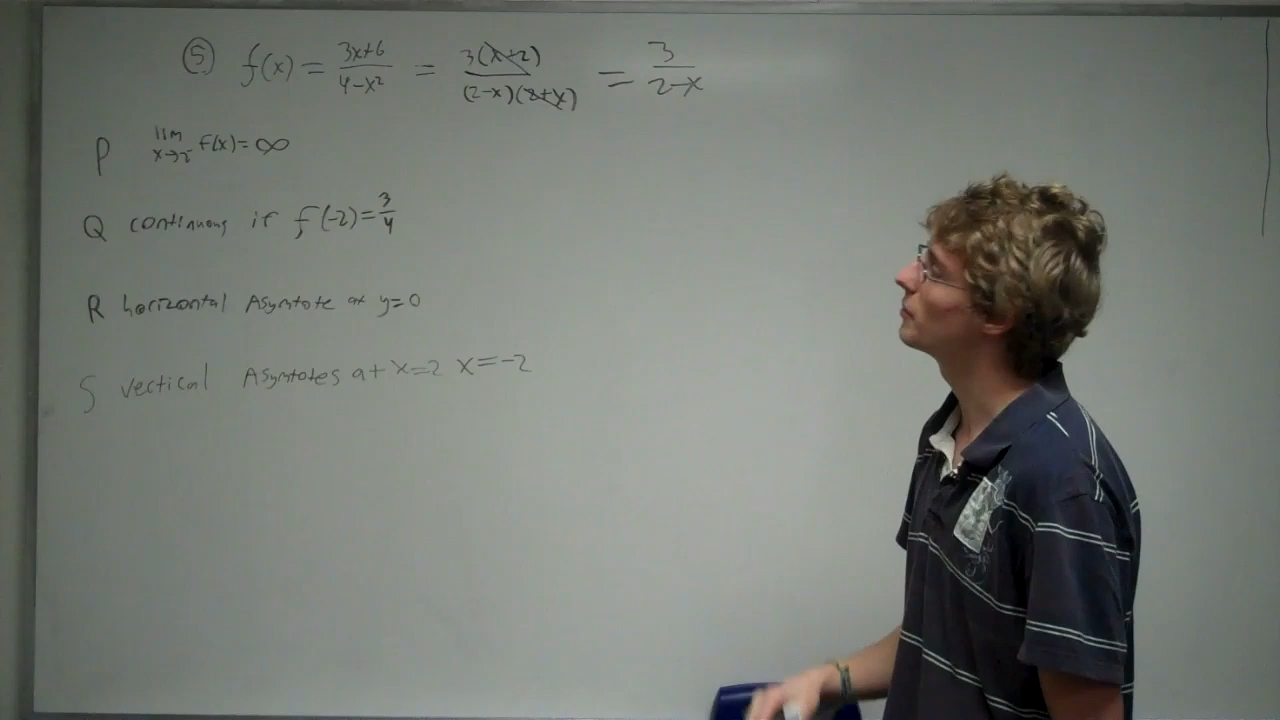 ⑤ f(x) = 3x+6/4-x² = 3(x+2)/(2-x)(2+x) = 3/2-x
P lim x→2⁻ f(x)=∞
Q continuous if f(-2)=3/4
R horizontal Asymtote at y=0
S vertical Asymtotes at x=2 x=-2